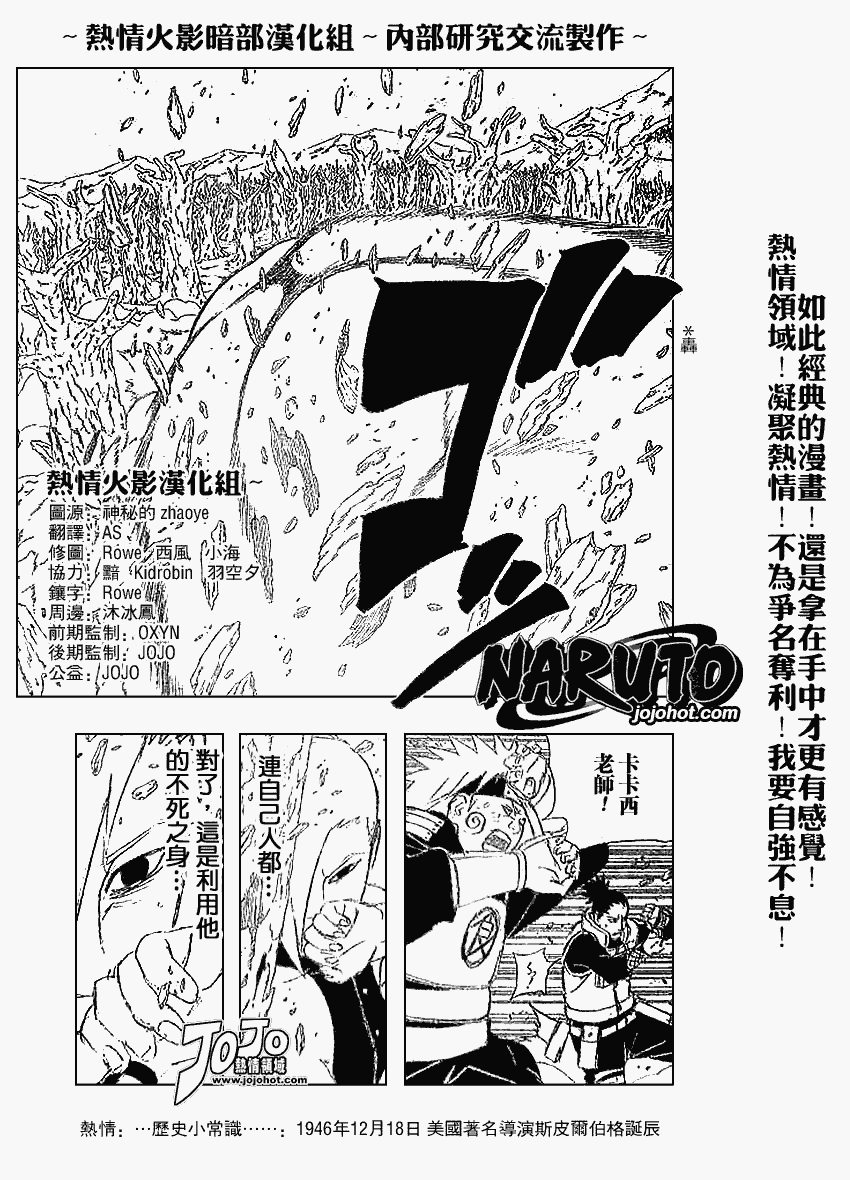 ~熱情火影暗部漢化組~內部研究交流製作~
如此經典的漫畫!還是拿在手中才更有感覺!
熱情領域!凝聚熱情!不為爭名奪利!我要自強不息!
ゴゴッ
*轟
熱情火影漢化組~
圖源:神秘的 zhaoye
翻譯:AS
修圖:Rowe 西風 小海
協力:黯 Kidrobin 羽空夕
鑲字:Rowe
周邊:沐冰鳳
前期監制:OXYN
後期監制:JOJO
公益:JOJO
NARUTO
jojohot.com
卡卡西
老師!
連自己人都…
對了,這是利用他
的不死之身…
JOJO
熱情領域
www.jojohot.com
熱情:…歷史小常識……:1946年12月18日 美國著名導演斯皮爾伯格誕辰